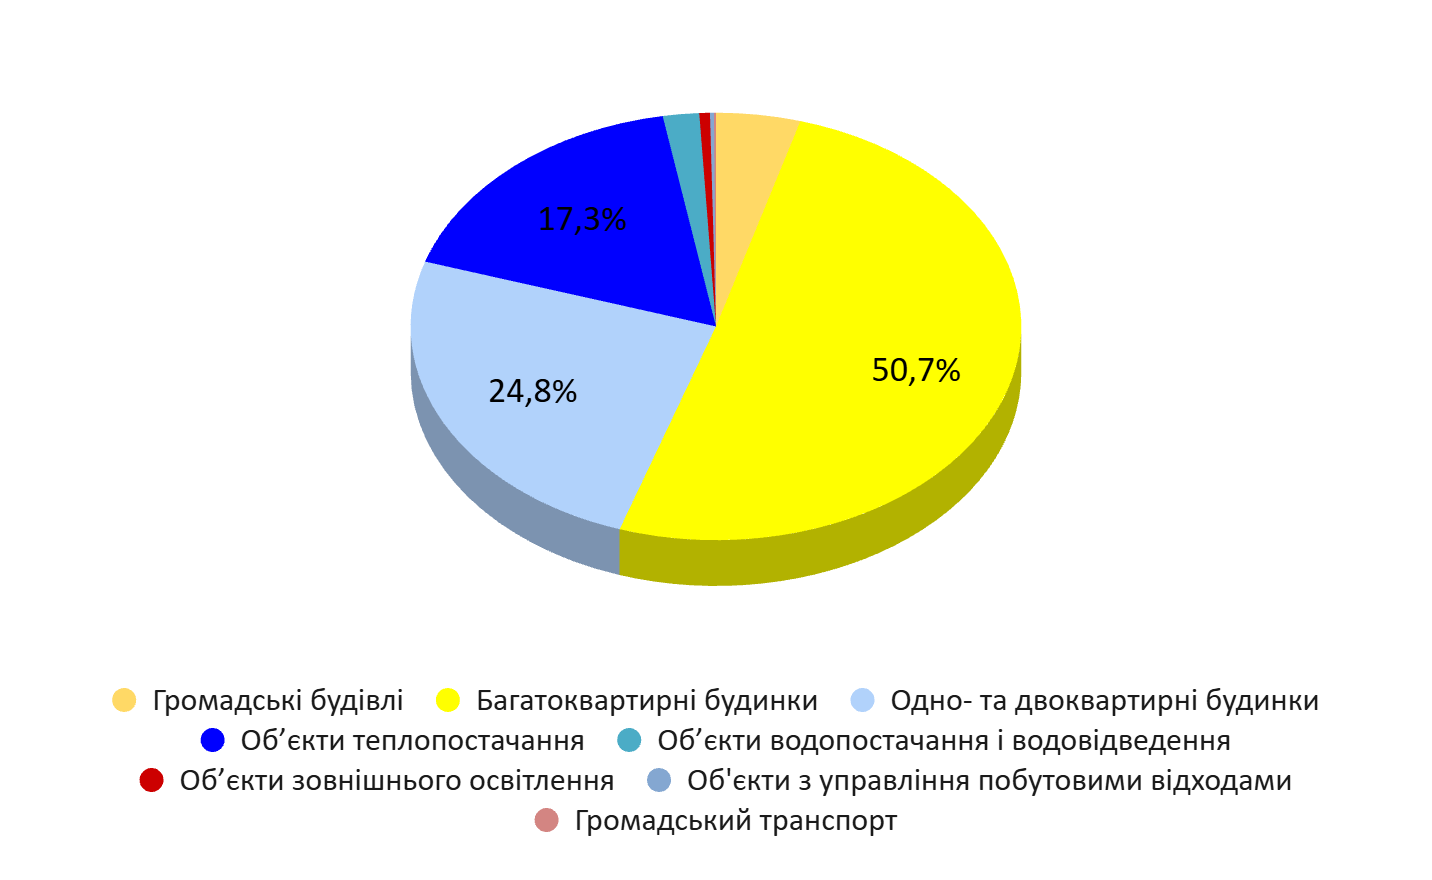 17,3%
50,7%
24,8%
Громадські будівлі Багатоквартирні будинки Одно- та двоквартирні будинки
Об’єкти теплопостачання Об’єкти водопостачання і водовідведення
Об’єкти зовнішнього освітлення Об'єкти з управління побутовими відходами
Громадський транспорт